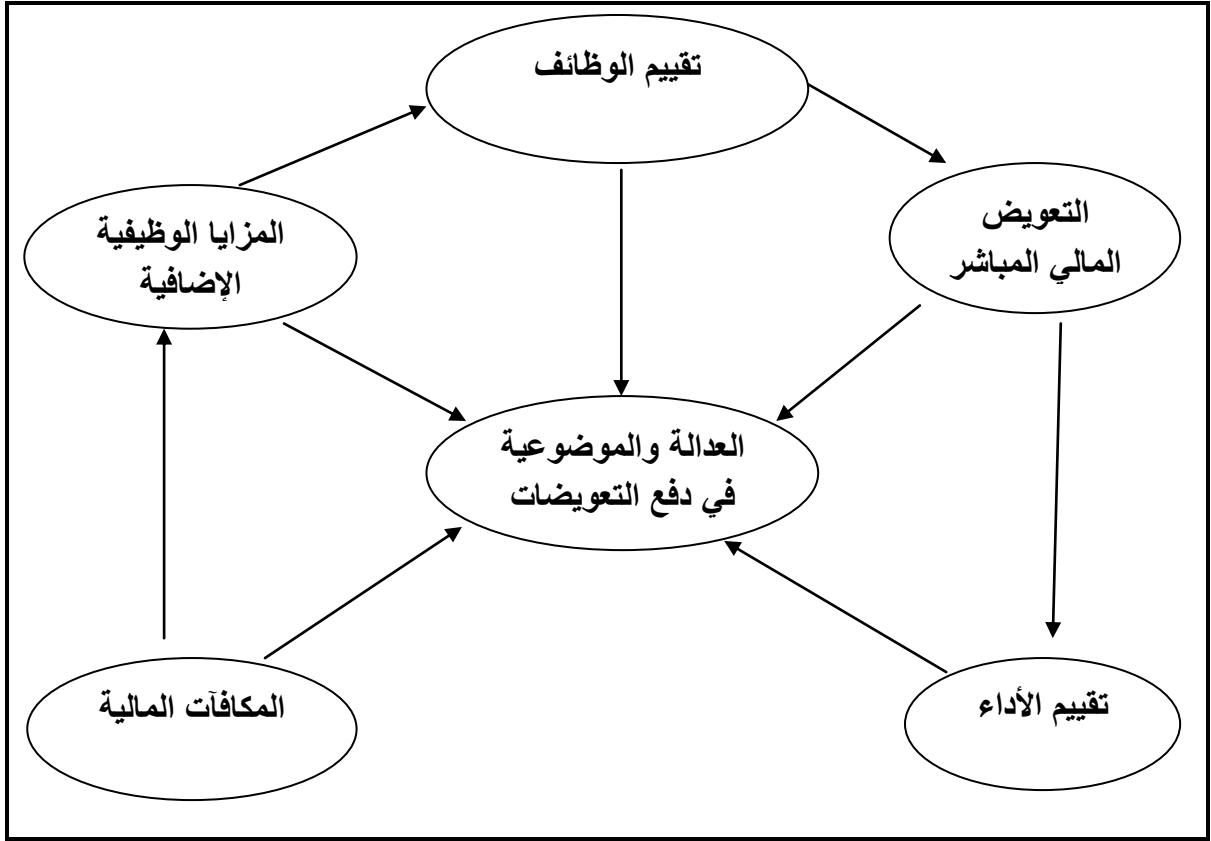 تقييم الوظائف
التعويض
المالي المباشر
المزايا الوظيفية
الإضافية
العدالة والموضوعية
في دفع التعويضات
تقييم الأداء
المكافآت المالية